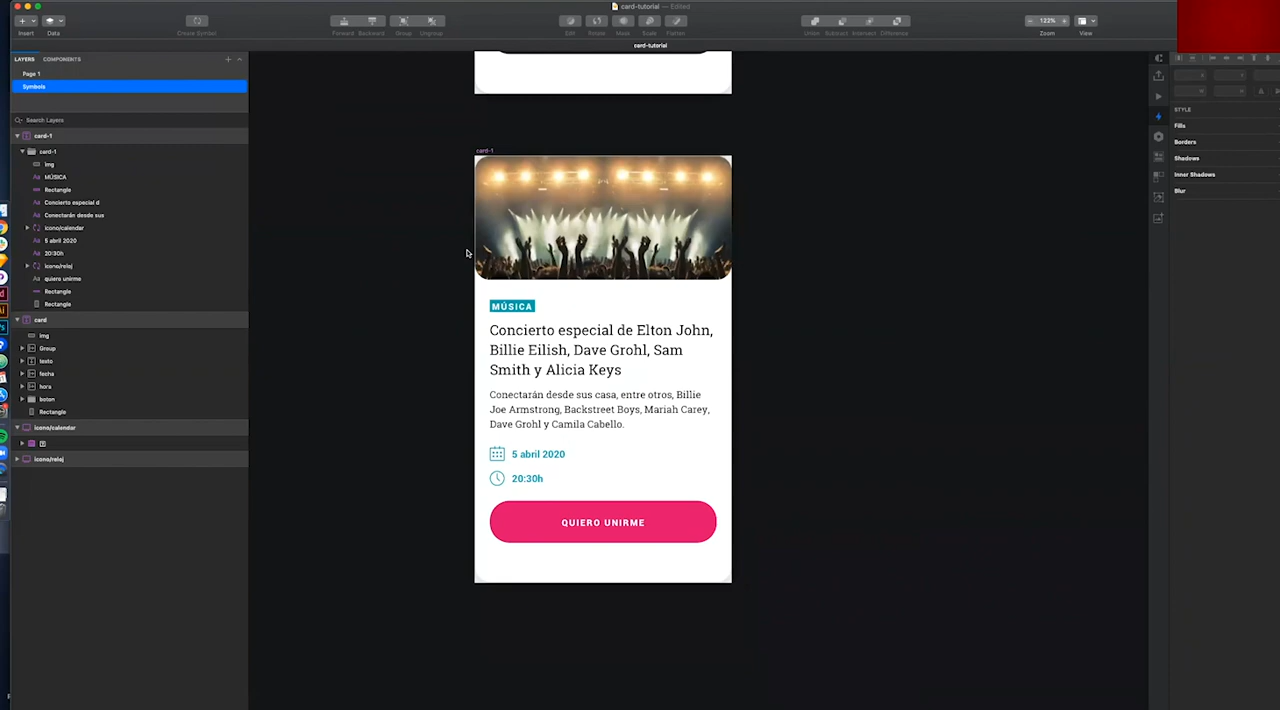 card-tutorial — Edited
Insert
Data
Create Symbol
Forward
Backward
Group
Ungroup
Edit
Rotate
Mask
Scale
Flatten
Union
Subtract
Intersect
Difference
122%
Zoom
View
card-tutorial
LAYERS
COMPONENTS
Page 1
Symbols
Search Layers
card-1
card-1
img
MÚSICA
Rectangle
Concierto especial d
Conectarán desde sus
icono/calendar
5 abril 2020
20:30h
icono/reloj
quiero unirme
Rectangle
Rectangle
card
img
Group
texto
fecha
hora
boton
Rectangle
icono/calendar
icono/reloj
card-1
MÚSICA
Concierto especial de Elton John,
Billie Eilish, Dave Grohl, Sam
Smith y Alicia Keys
Conectarán desde sus casa, entre otros, Billie
Joe Armstrong, Backstreet Boys, Mariah Carey,
Dave Grohl y Camila Cabello.
5 abril 2020
20:30h
QUIERO UNIRME
STYLE
Fills
Borders
Shadows
Inner Shadows
Blur